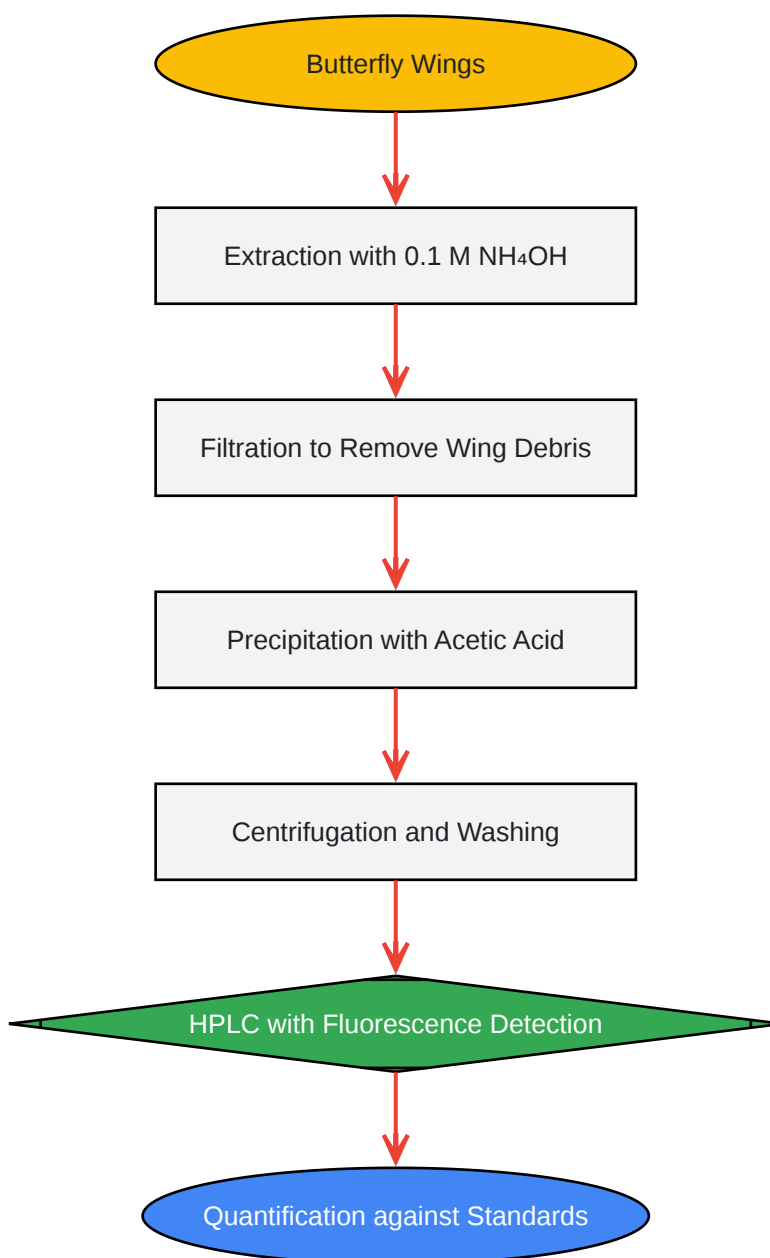 Butterfly Wings
Extraction with 0.1 M NH₄OH
Filtration to Remove Wing Debris
Precipitation with Acetic Acid
Centrifugation and Washing
HPLC with Fluorescence Detection
Quantification against Standards